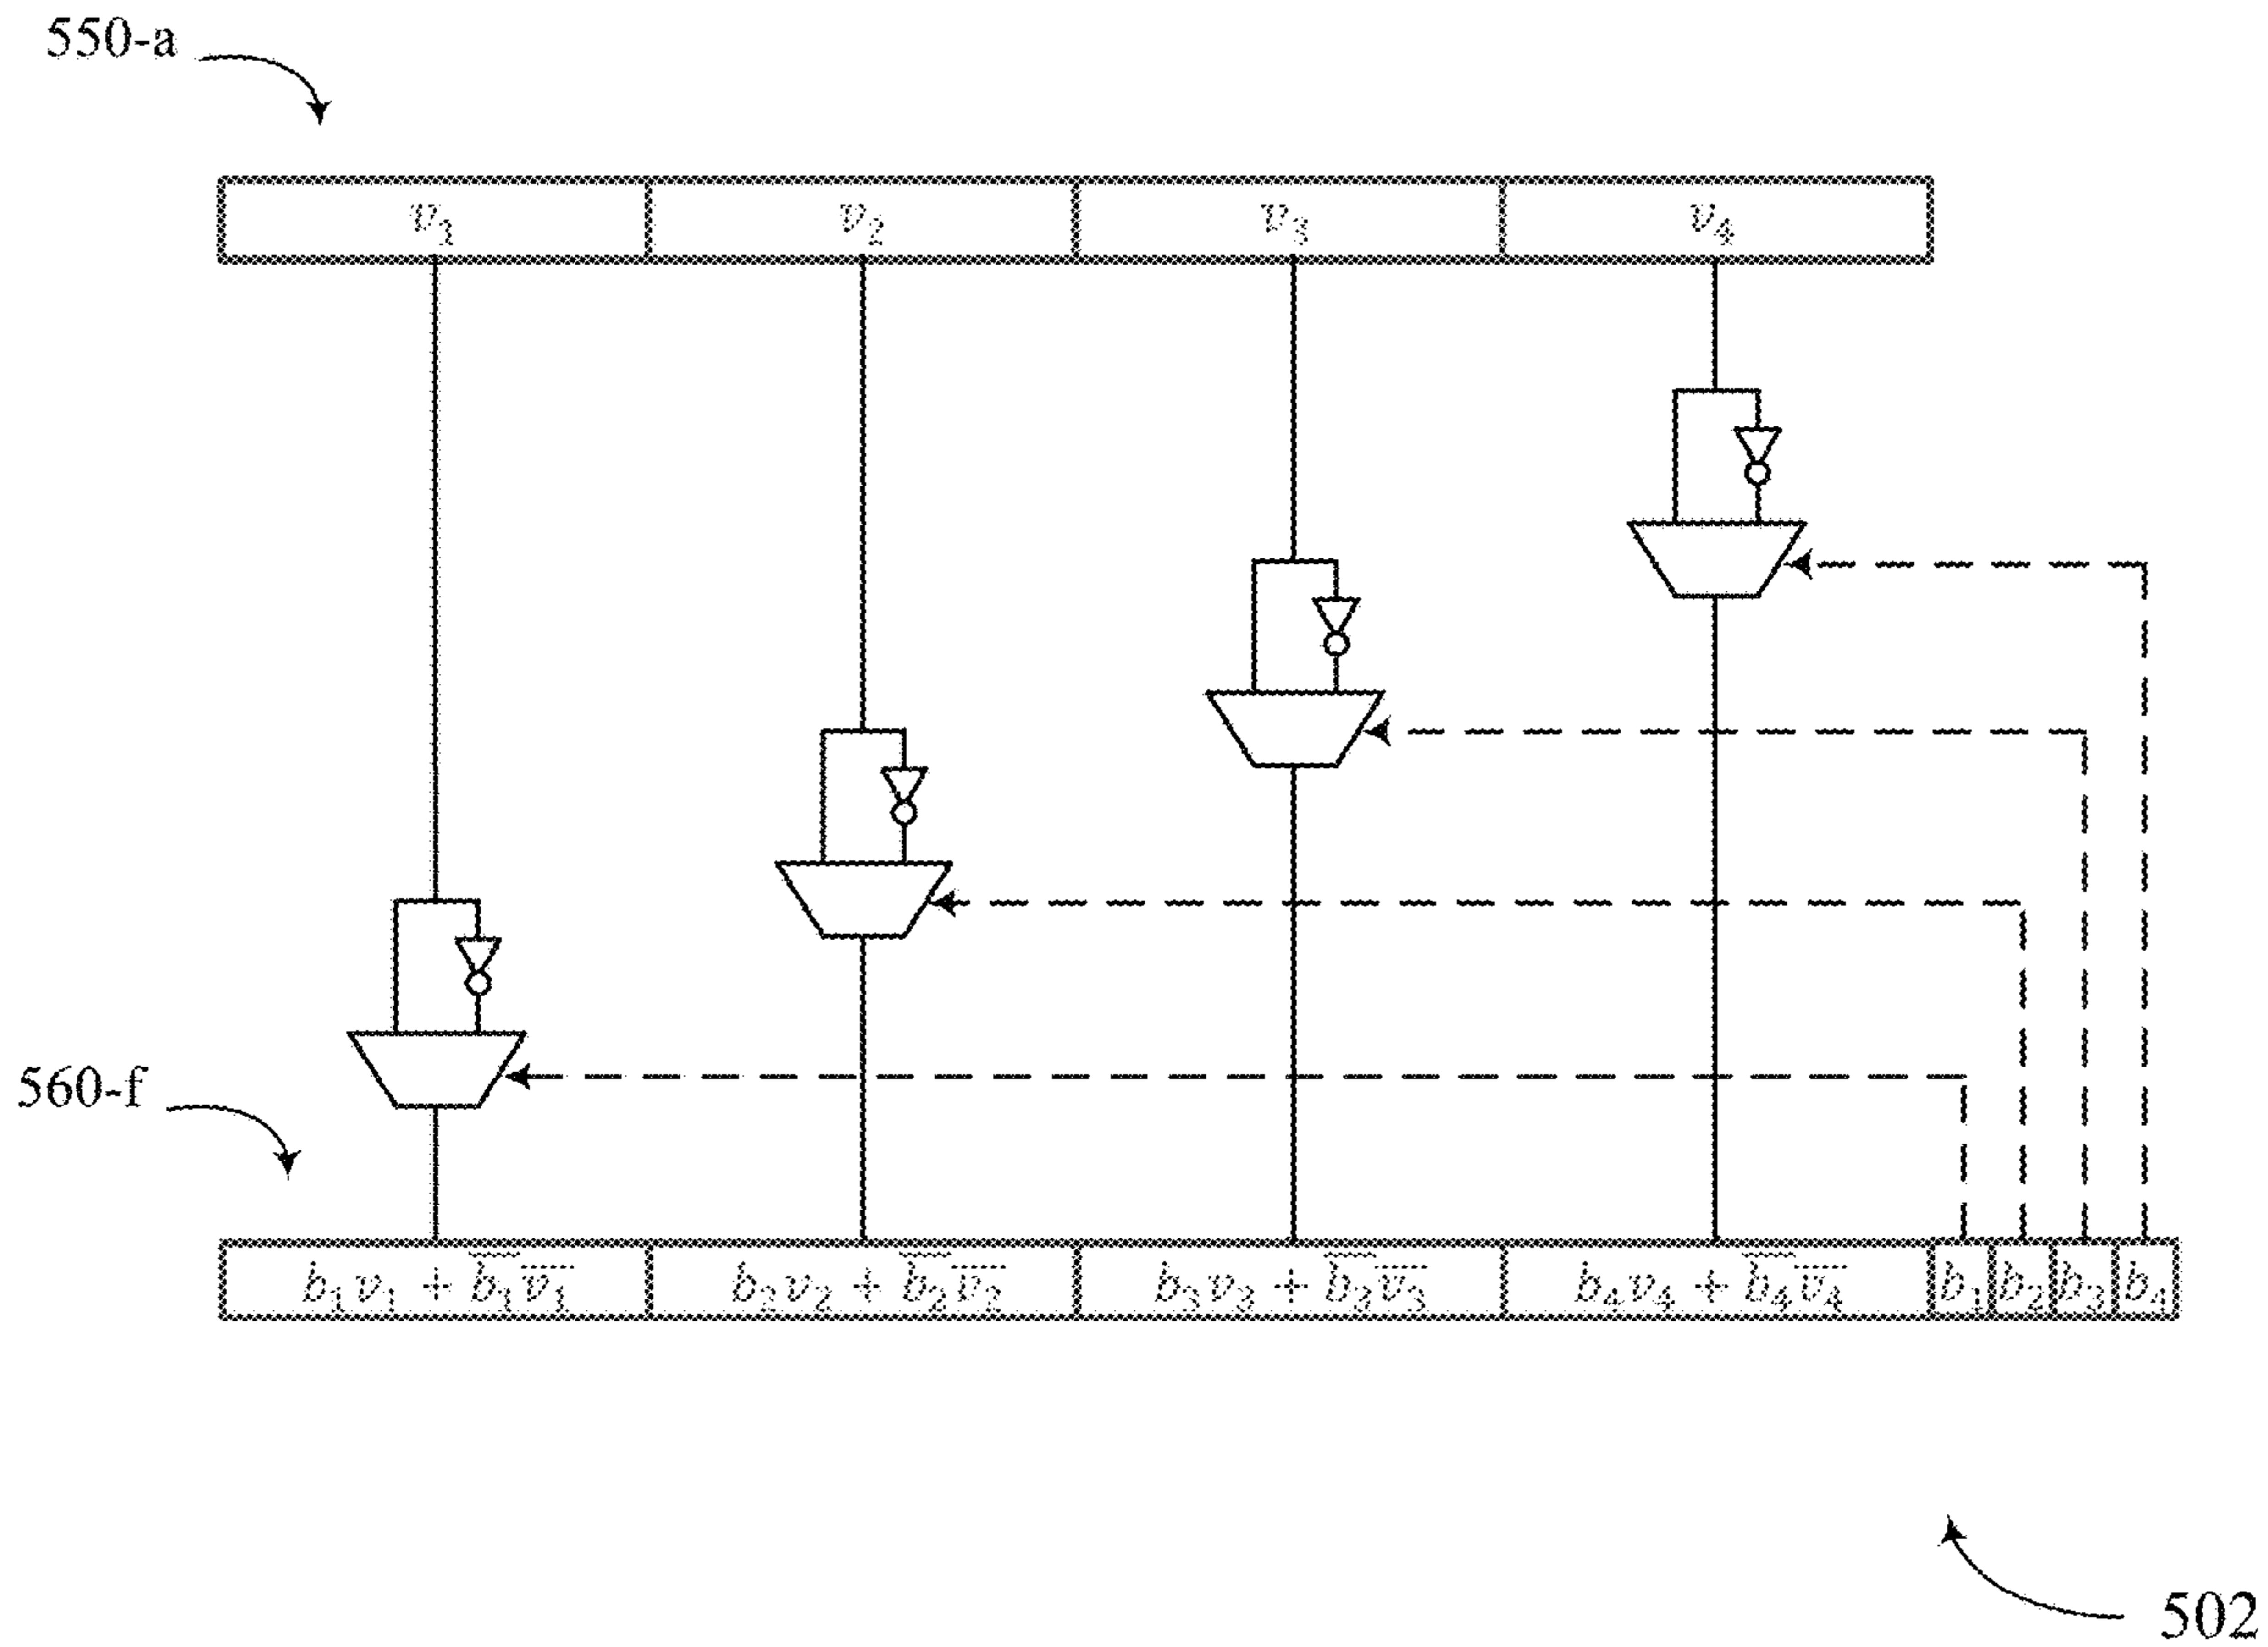 550-a
v₁ v₂ v₃ v₄
560-f
b₁v₁ + b̅₁v̅₁ b₂v₂ + b̅₂v̅₂ b₃v₃ + b̅₂v̅₃ b₄v₄ + b̅₄v̅₄ b₁ b₂ b₃ b₄
502